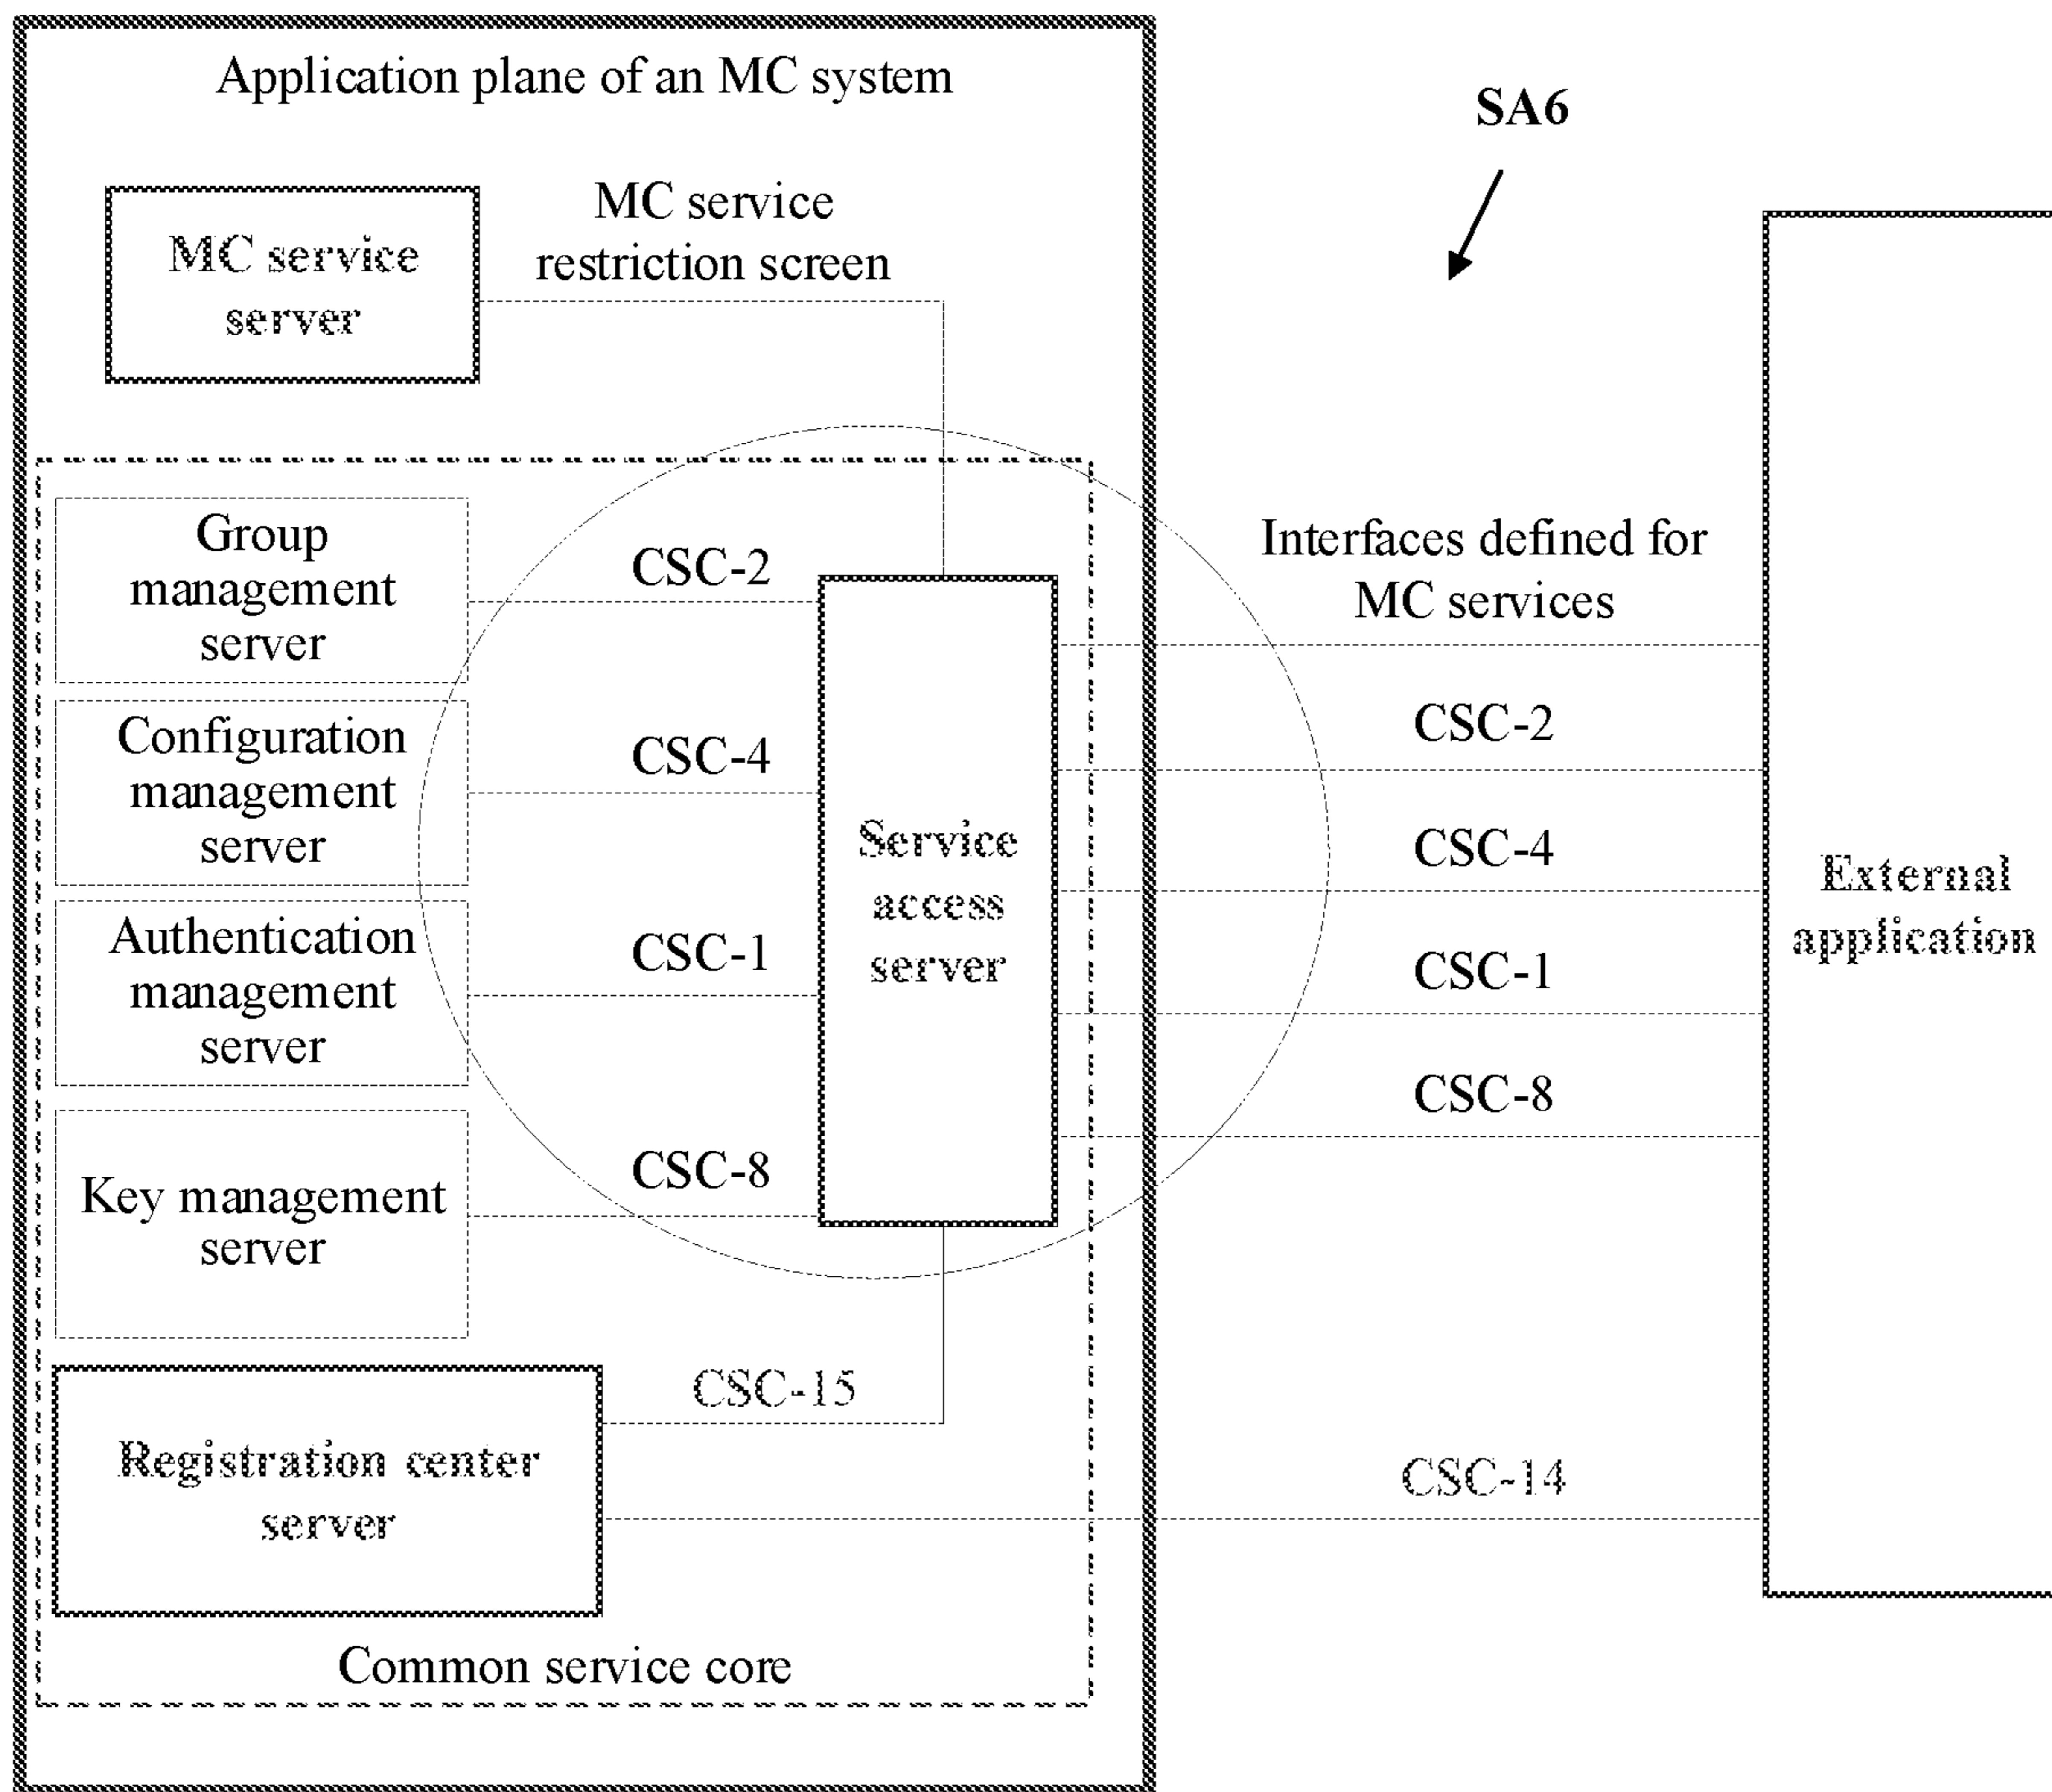 Application plane of an MC system
SA6
MC service
server
MC service
restriction screen
Group
management
server
CSC-2
Configuration
management
server
CSC-4
Authentication
management
server
CSC-1
Key management
server
CSC-8
Service
access
server
Interfaces defined for
MC services
CSC-2
CSC-4
CSC-1
CSC-8
External
application
Registration center
server
CSC-15
CSC-14
Common service core